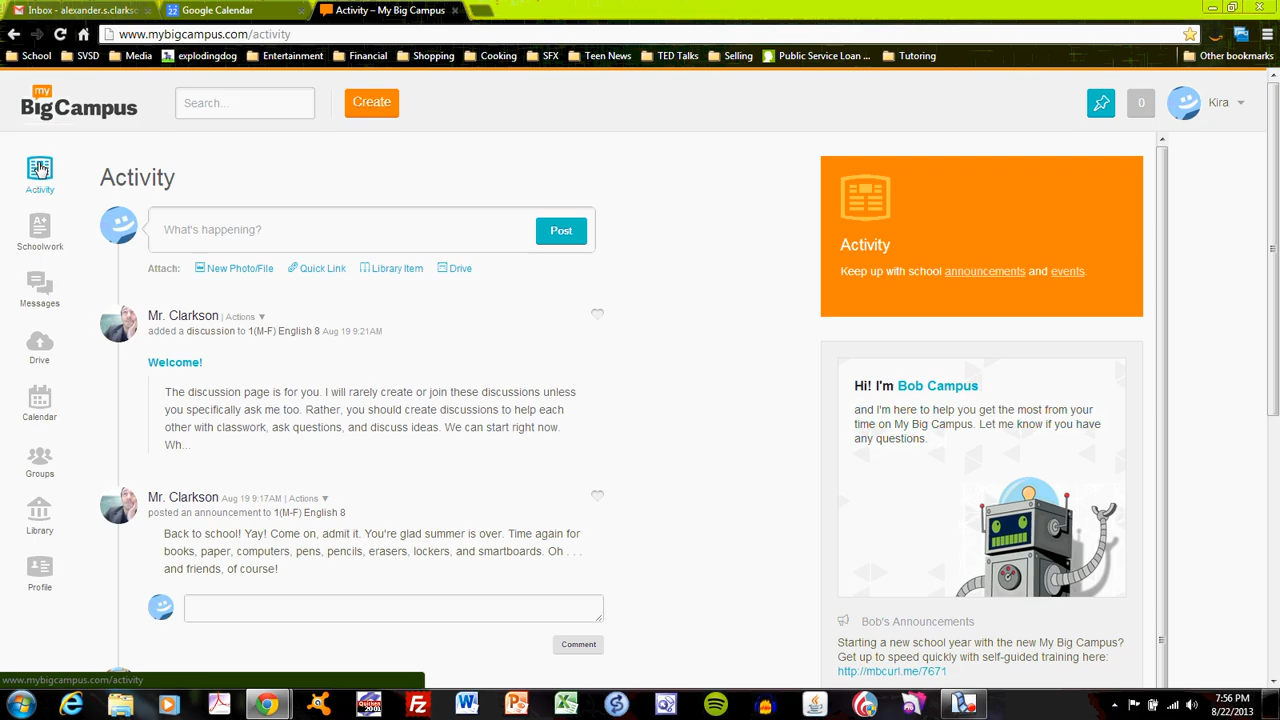 Inbox - alexander.s.clarksc
22 Google Calendar
Activity – My Big Campus
www.mybigcampus.com/activity
School
SVSD
Media
explodingdog
Entertainment
Financial
Shopping
Cooking
SFX
Teen News
TED Talks
Selling
Public Service Loan ...
Tutoring
Other bookmarks
my
BigCampus
Search...
Create
0
Kira
Activity
Schoolwork
Messages
Drive
Calendar
Groups
Library
Profile
Activity
What's happening?
Post
Attach: New Photo/File Quick Link Library Item Drive
Mr. Clarkson | Actions ▼
added a discussion to 1(M-F) English 8 Aug 19 9:21AM
Welcome!
The discussion page is for you. I will rarely create or join these discussions unless
you specifically ask me too. Rather, you should create discussions to help each
other with classwork, ask questions, and discuss ideas. We can start right now.
Wh...
Mr. Clarkson Aug 19 9:17AM | Actions ▼
posted an announcement to 1(M-F) English 8
Back to school! Yay! Come on, admit it. You're glad summer is over. Time again for
books, paper, computers, pens, pencils, erasers, lockers, and smartboards. Oh . . .
and friends, of course!
Comment
Activity
Keep up with school announcements and events.
Hi! I'm Bob Campus
and I'm here to help you get the most from your
time on My Big Campus. Let me know if you have
any questions.
Bob's Announcements
Starting a new school year with the new My Big Campus?
Get up to speed quickly with self-guided training here:
http://mbcurl.me/7671
www.mybigcampus.com/activity
7:56 PM
8/22/2013